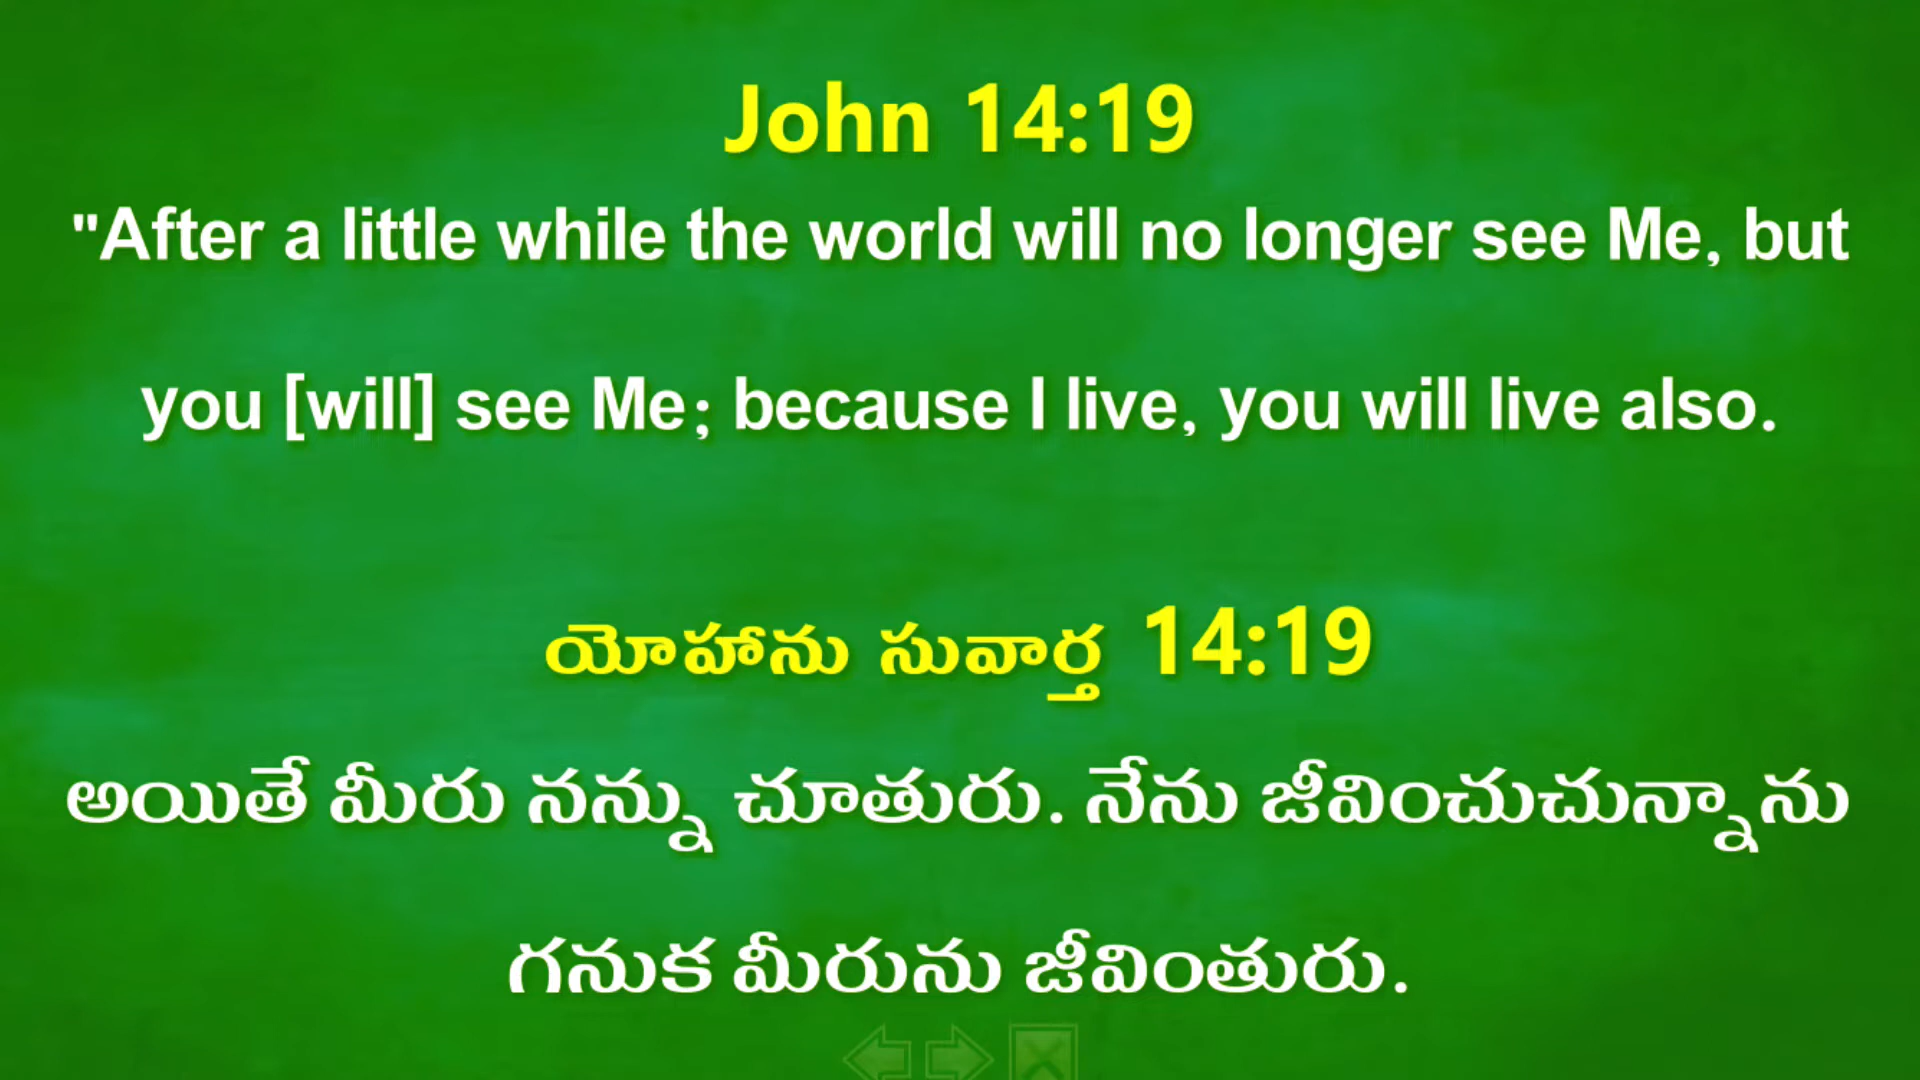 John 14:19
"After a little while the world will no longer see Me, but
you [will] see Me; because I live, you will live also.
యోహాను సువార్త 14:19
అయితే మీరు నన్ను చూతురు. నేను జీవించుచున్నాను
గనుక మీరును జీవింతురు.